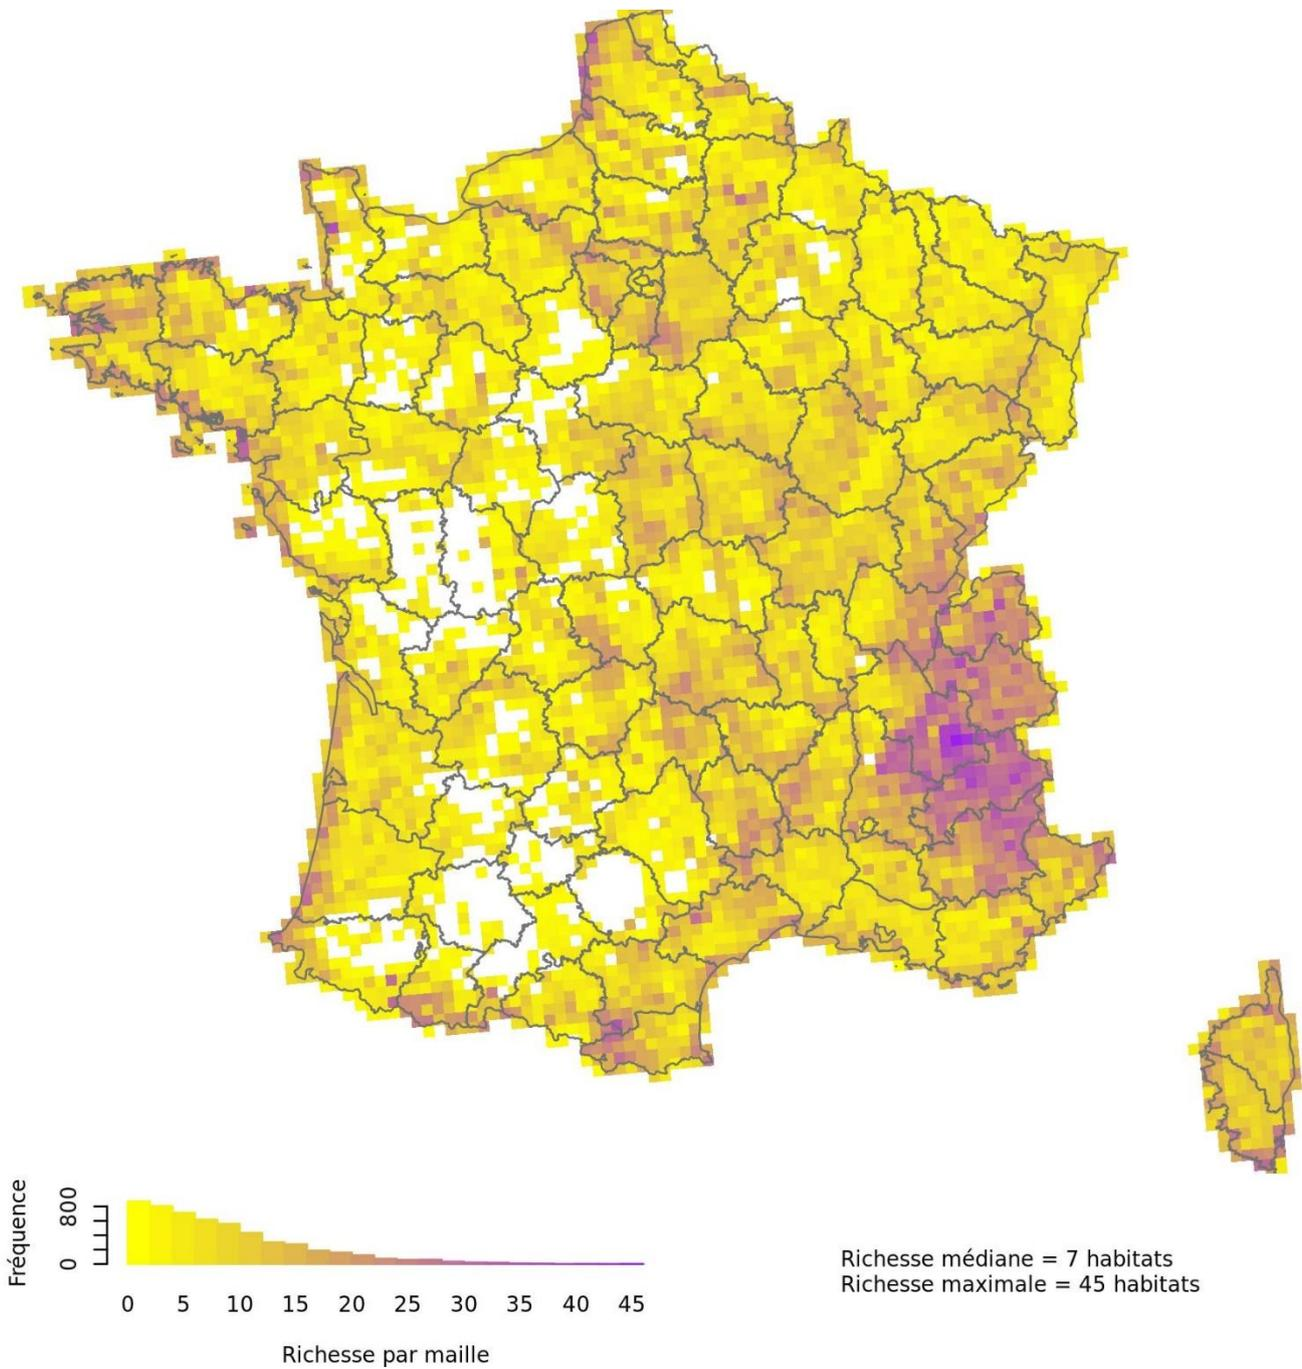 Fréquence
800
0
0 5 10 15 20 25 30 35 40 45
Richesse par maille
Richesse médiane = 7 habitats
Richesse maximale = 45 habitats